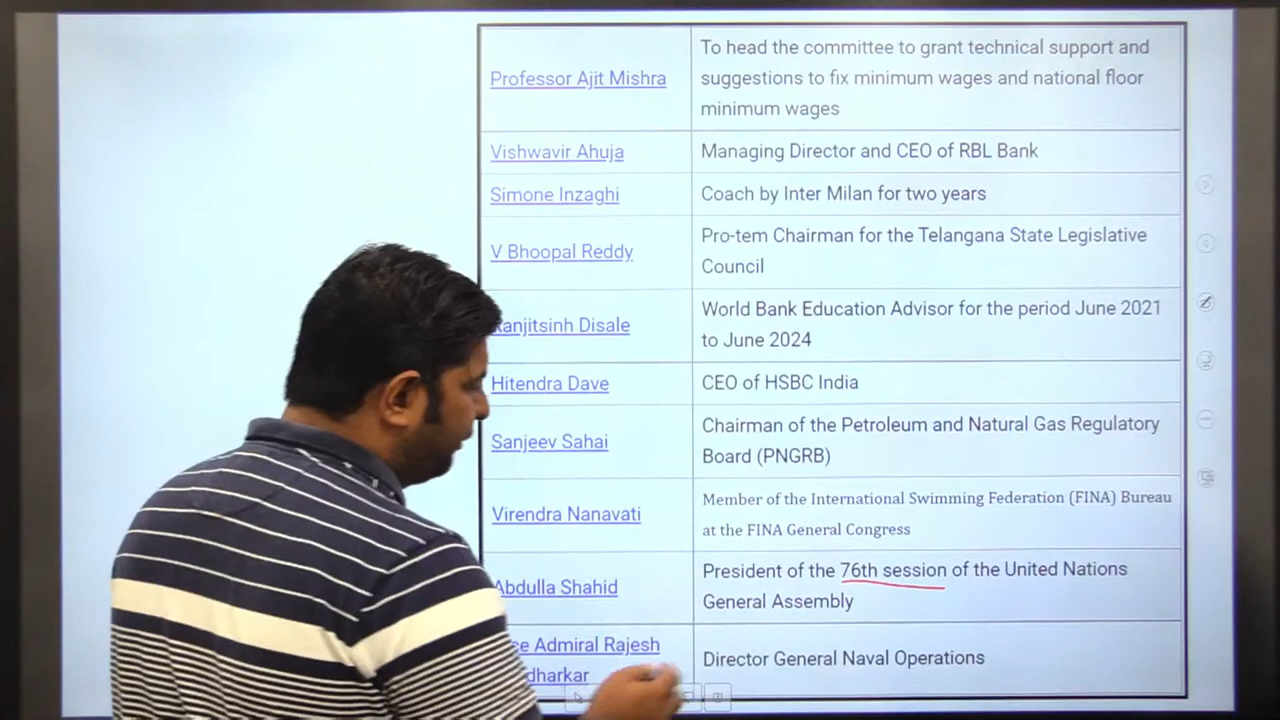 Professor Ajit Mishra
To head the committee to grant technical support and
suggestions to fix minimum wages and national floor
minimum wages
Vishwavir Ahuja
Managing Director and CEO of RBL Bank
Simone Inzaghi
Coach by Inter Milan for two years
V Bhoopal Reddy
Pro-tem Chairman for the Telangana State Legislative
Council
Disale
World Bank Education Advisor for the period June 2021
to June 2024
Hitendra Dave
CEO of HSBC India
Sanjeev Sahai
Chairman of the Petroleum and Natural Gas Regulatory
Board (PNGRB)
Virendra Nanavati
Member of the International Swimming Federation (FINA) Bureau
at the FINA General Congress
Abdulla Shahid
President of the 76th session of the United Nations
General Assembly
Admiral Rajesh
Director General Naval Operations